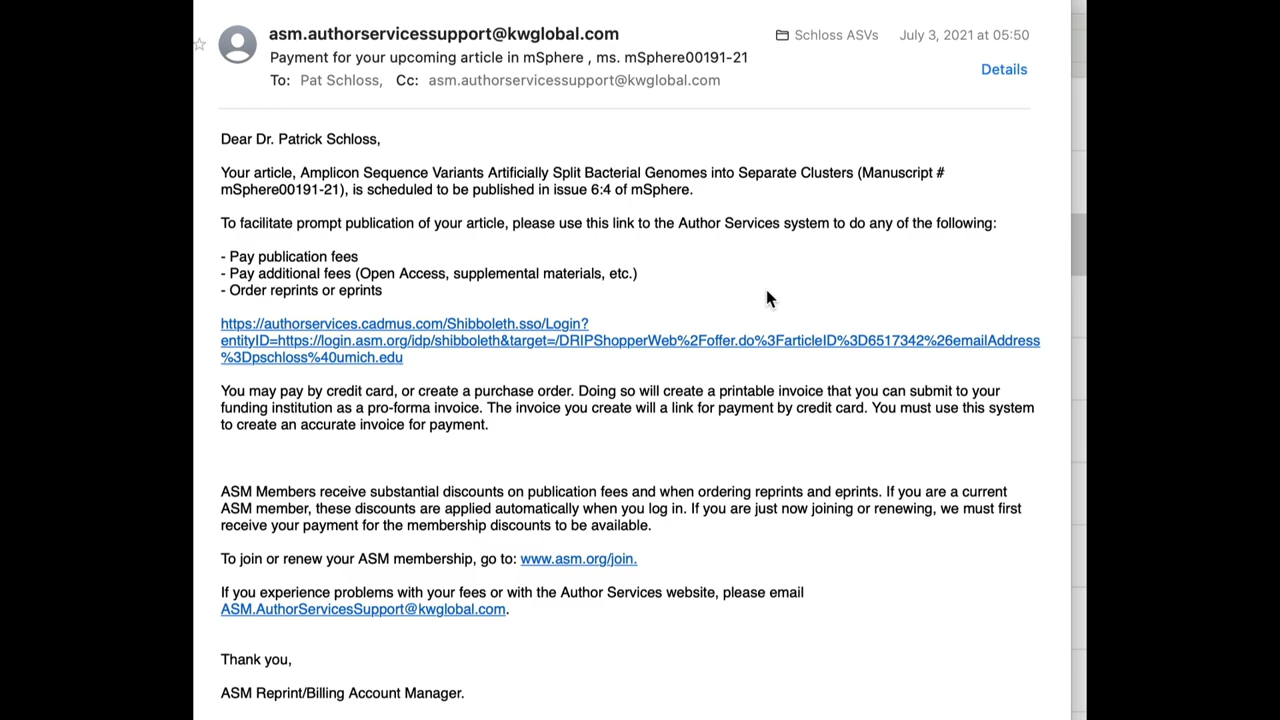 asm.authorservicessupport@kwglobal.com
Schloss ASVs July 3, 2021 at 05:50
Payment for your upcoming article in mSphere , ms. mSphere00191-21
Details
To: Pat Schloss, Cc: asm.authorservicessupport@kwglobal.com
Dear Dr. Patrick Schloss,
Your article, Amplicon Sequence Variants Artificially Split Bacterial Genomes into Separate Clusters (Manuscript #
mSphere00191-21), is scheduled to be published in issue 6:4 of mSphere.
To facilitate prompt publication of your article, please use this link to the Author Services system to do any of the following:
- Pay publication fees
- Pay additional fees (Open Access, supplemental materials, etc.)
- Order reprints or eprints
https://authorservices.cadmus.com/Shibboleth.sso/Login?
entityID=https://login.asm.org/idp/shibboleth&target=/DRIPShopperWeb%2Foffer.do%3FarticleID%3D6517342%26emailAddress
%3Dpschloss%40umich.edu
You may pay by credit card, or create a purchase order. Doing so will create a printable invoice that you can submit to your
funding institution as a pro-forma invoice. The invoice you create will a link for payment by credit card. You must use this system
to create an accurate invoice for payment.
ASM Members receive substantial discounts on publication fees and when ordering reprints and eprints. If you are a current
ASM member, these discounts are applied automatically when you log in. If you are just now joining or renewing, we must first
receive your payment for the membership discounts to be available.
To join or renew your ASM membership, go to: www.asm.org/join.
If you experience problems with your fees or with the Author Services website, please email
ASM.AuthorServicesSupport@kwglobal.com.
Thank you,
ASM Reprint/Billing Account Manager.